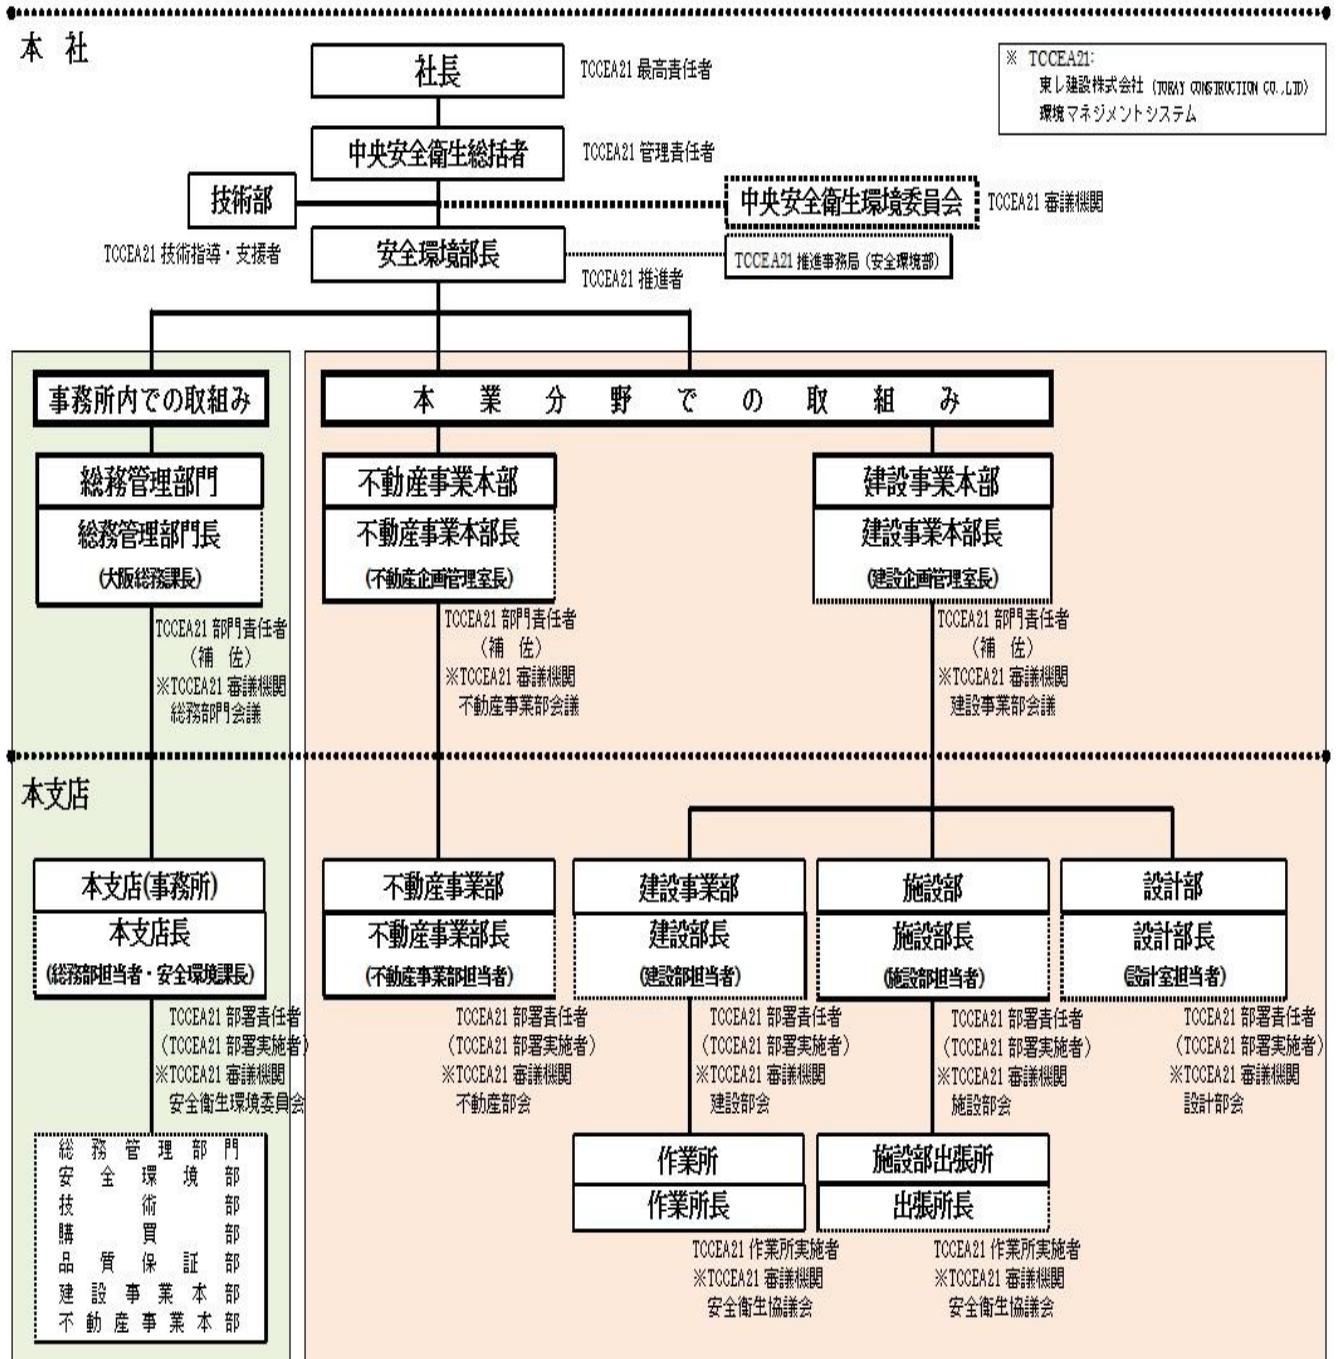 本 社
社長
TCCEA21 最高責任者
※ TCCEA21:
東レ建設株式会社 (TORAY CONSTRUCTION CO.,LTD)
環境マネジメントシステム
中央安全衛生総括者
TCCEA21 管理責任者
技術部
中央安全衛生環境委員会
TCCEA21 審議機関
TCCEA21 技術指導・支援者
安全環境部長
TCCEA21 推進者
TCCEA21 推進事務局 (安全環境部)
事務所内での取組み
本 業 分 野 で の 取 組 み
総務管理部門
総務管理部門長
(大阪総務課長)
TCCEA21 部門責任者
(補 佐)
※TCCEA21 審議機関
総務部門会議
不動産事業本部
不動産事業本部長
(不動産企画管理室長)
TCCEA21 部門責任者
(補 佐)
※TCCEA21 審議機関
不動産事業部会議
建設事業本部
建設事業本部長
(建設企画管理室長)
TCCEA21 部門責任者
(補 佐)
※TCCEA21 審議機関
建設事業部会議
本支店
本支店(事務所)
本支店長
(総務部担当者・安全環境課長)
TCCEA21 部署責任者
(TCCEA21 部署実施者)
※TCCEA21 審議機関
安全衛生環境委員会
総 務 管 理 部 門
安 全 環 境 部
技 術 部
購 買 部
品 質 保 証 部
建 設 事 業 本 部
不 動 産 事 業 本 部
不動産事業部
不動産事業部長
(不動産事業部担当者)
TCCEA21 部署責任者
(TCCEA21 部署実施者)
※TCCEA21 審議機関
不動産部会
建設事業部
建設部長
(建設部担当者)
TCCEA21 部署責任者
(TCCEA21 部署実施者)
※TCCEA21 審議機関
建設部会
作業所
作業所長
TCCEA21 作業所実施者
※TCCEA21 審議機関
安全衛生協議会
施設部
施設部長
(施設部担当者)
TCCEA21 部署責任者
(TCCEA21 部署実施者)
※TCCEA21 審議機関
施設部会
施設部出張所
出張所長
TCCEA21 作業所実施者
※TCCEA21 審議機関
安全衛生協議会
設計部
設計部長
(設計室担当者)
TCCEA21 部署責任者
(TCCEA21 部署実施者)
※TCCEA21 審議機関
設計部会